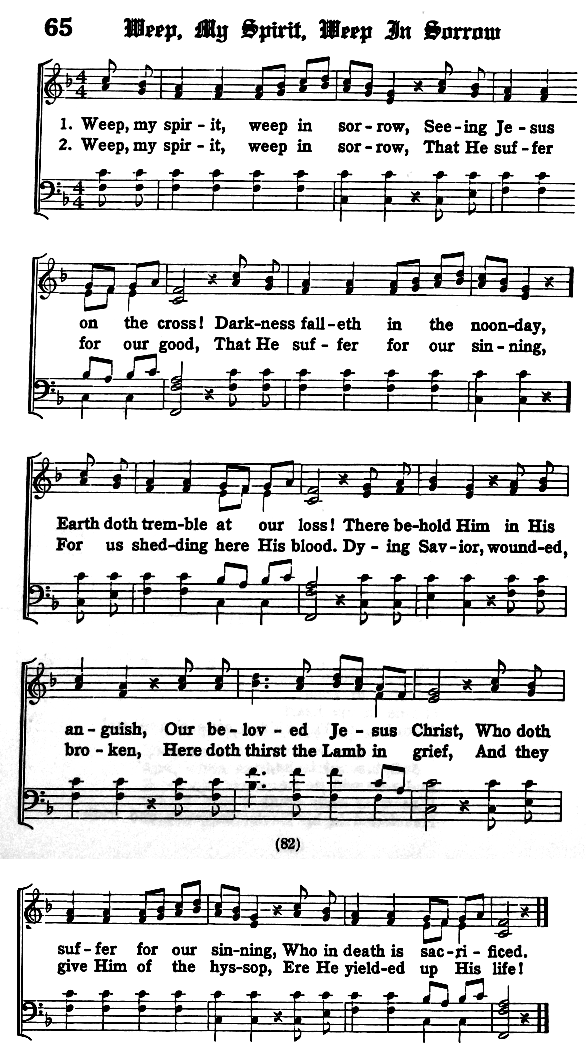 65 Weep, My Spirit, Weep In Sorrow
1. Weep, my spir - it, weep in sor - row, See - ing Je - sus
2. Weep, my spir - it, weep in sor - row, That He suf - fer
on the cross! Dark - ness fall - eth in the noon - day,
for our good, That He suf - fer for our sin - ning,
Earth doth trem - ble at our loss! There be - hold Him in His
For us shed - ding here His blood. Dy - ing Sav - ior, wound - ed,
an - guish, Our be - lov - ed Je - sus Christ, Who doth
bro - ken, Here doth thirst the Lamb in grief, And they
(82)
suf - fer for our sin - ning, Who in death is sac - ri - ficed.
give Him of the hys - sop, Ere He yield - ed up His life!